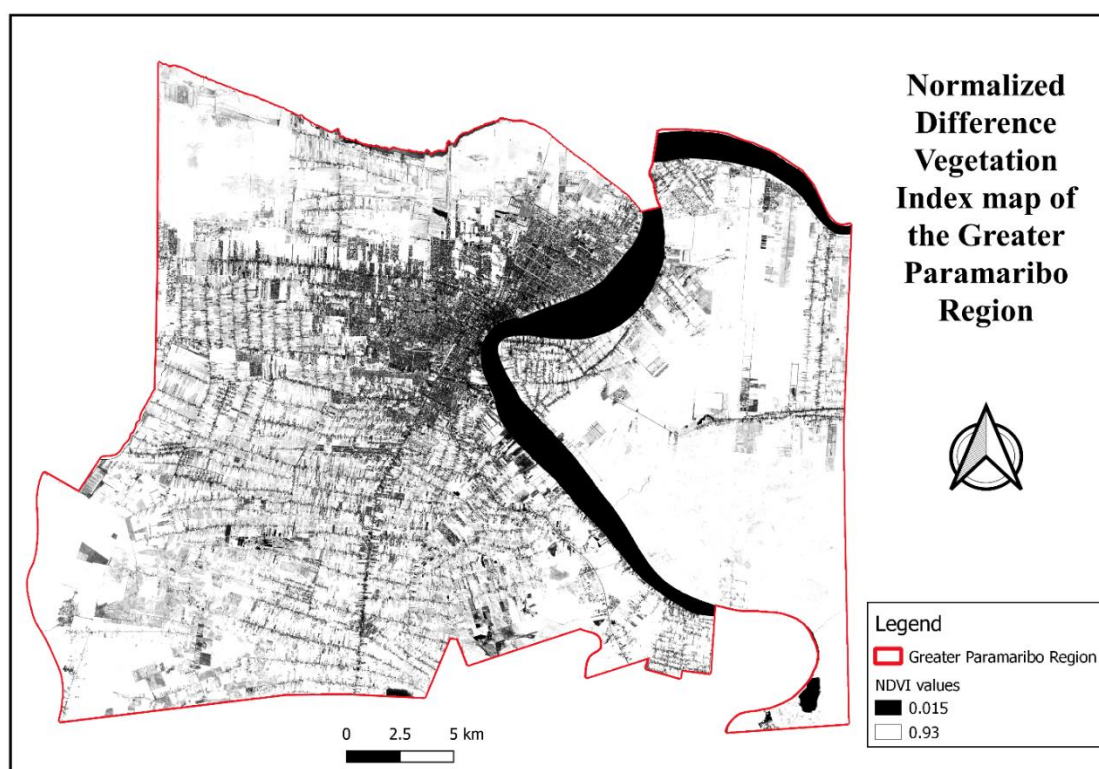 Normalized
Difference
Vegetation
Index map of
the Greater
Paramaribo
Region
Legend
Greater Paramaribo Region
NDVI values
0.015
0.93
0 2.5 5 km